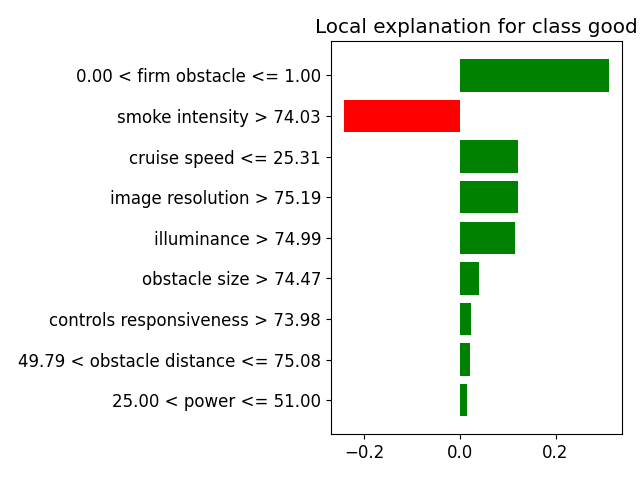 Local explanation for class good
0.00 < firm obstacle <= 1.00
smoke intensity > 74.03
cruise speed <= 25.31
image resolution > 75.19
illuminance > 74.99
obstacle size > 74.47
controls responsiveness > 73.98
49.79 < obstacle distance <= 75.08
25.00 < power <= 51.00
−0.2 0.0 0.2